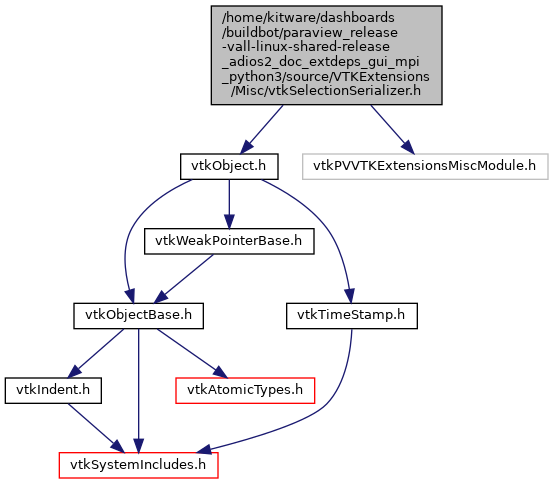 /home/kitware/dashboards
/buildbot/paraview_release
-vall-linux-shared-release
_adios2_doc_extdeps_gui_mpi
_python3/source/VTKExtensions
/Misc/vtkSelectionSerializer.h
vtkObject.h
vtkPVVTKExtensionsMiscModule.h
vtkWeakPointerBase.h
vtkObjectBase.h
vtkTimeStamp.h
vtkIndent.h
vtkAtomicTypes.h
vtkSystemIncludes.h